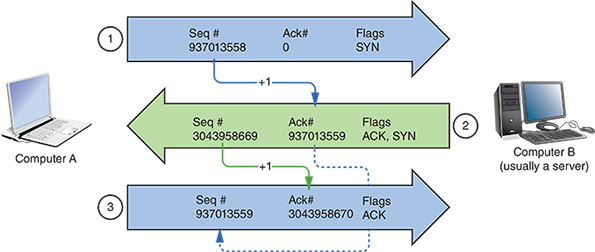 1
Seq # Ack# Flags
937013558 0 SYN
+1
Seq # Ack# Flags
3043958669 937013559 ACK, SYN
2
Computer A
Computer B
(usually a server)
+1
3
Seq # Ack# Flags
937013559 3043958670 ACK